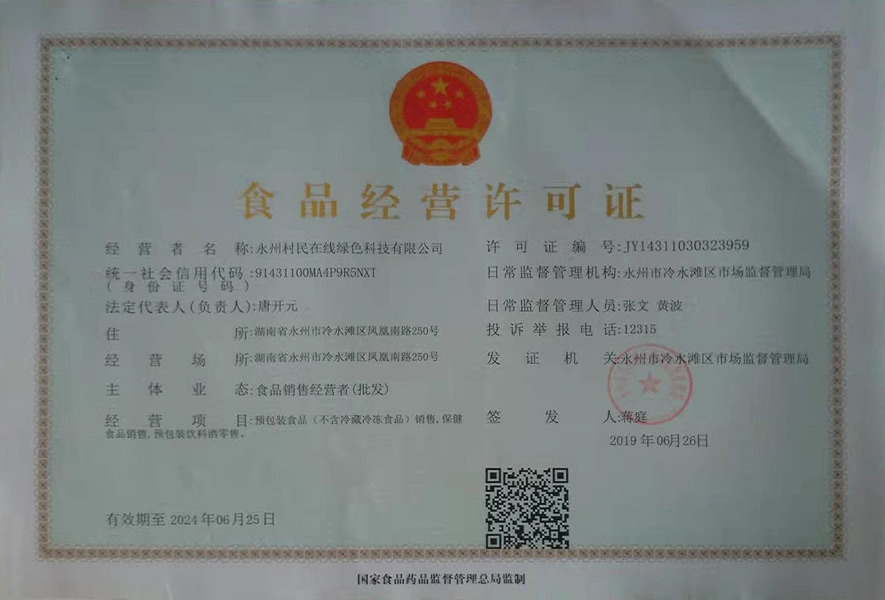 食品经营许可证
经营者名称:永州村民在线绿色科技有限公司
统一社会信用代码:91431100MA4P9R5NXT
(身份证号码)
法定代表人(负责人):唐开元
住所:湖南省永州市冷水滩区凤凰南路250号
经营场所:湖南省永州市冷水滩区凤凰南路250号
主体业态:食品销售经营者(批发)
经营项目:预包装食品(不含冷藏冷冻食品)销售,保健
食品销售,预包装饮料酒零售。
有效期至 2024 年06月25日
许可证编号:JY14311030323959
日常监督管理机构:永州市冷水滩区市场监督管理局
日常监督管理人员:张文 黄波
投诉举报电话:12315
发证机关:永州市冷水滩区市场监督管理局
签发人:蒋庭
2019 年06月26日
国家食品药品监督管理总局监制